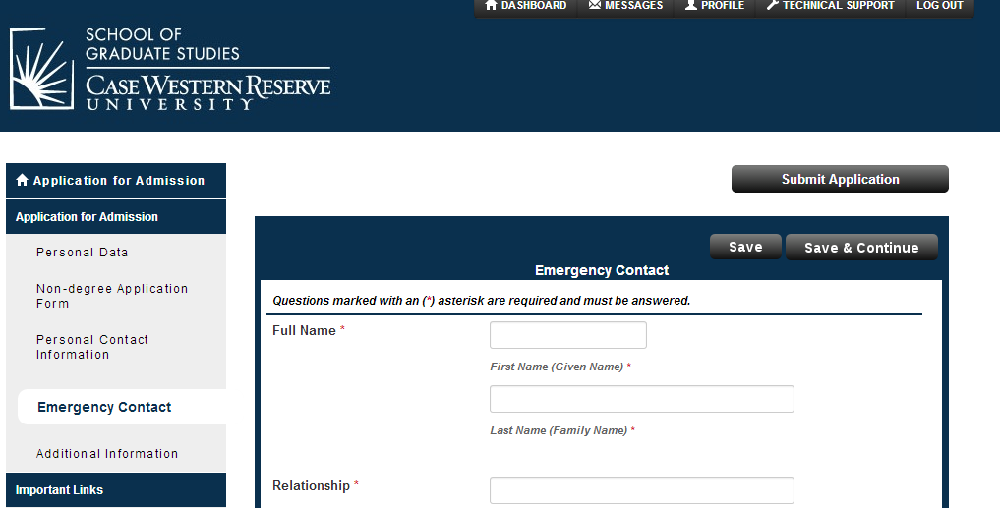 DASHBOARD MESSAGES PROFILE TECHNICAL SUPPORT LOG OUT
SCHOOL OF
GRADUATE STUDIES
CASE WESTERN RESERVE
UNIVERSITY
Application for Admission
Submit Application
Application for Admission
Personal Data
Non-degree Application
Form
Personal Contact
Information
Emergency Contact
Additional Information
Important Links
Save Save & Continue
Emergency Contact
Questions marked with an (*) asterisk are required and must be answered.
Full Name *
First Name (Given Name) *
Last Name (Family Name) *
Relationship *